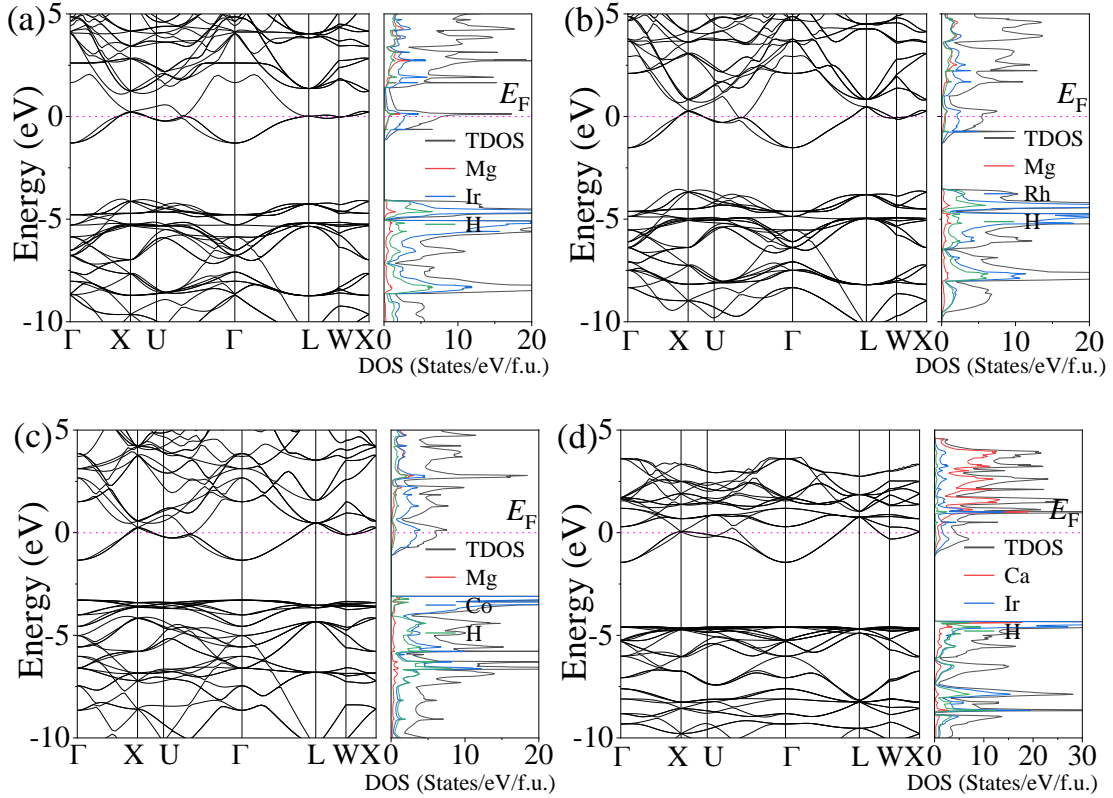 (a)
5
0
-5
-10
Energy (eV)
Γ X U Γ L W X
E_F
TDOS
Mg
Ir
H
0 10 20
DOS (States/eV/f.u.)
(b)
5
0
-5
-10
Energy (eV)
Γ X U Γ L W X
E_F
TDOS
Mg
Rh
H
0 10 20
DOS (States/eV/f.u.)
(c)
5
0
-5
-10
Energy (eV)
Γ X U Γ L W X
E_F
TDOS
Mg
Co
H
0 10 20
DOS (States/eV/f.u.)
(d)
5
0
-5
-10
Energy (eV)
Γ X U Γ L W X
E_F
TDOS
Ca
Ir
H
0 10 20 30
DOS (States/eV/f.u.)